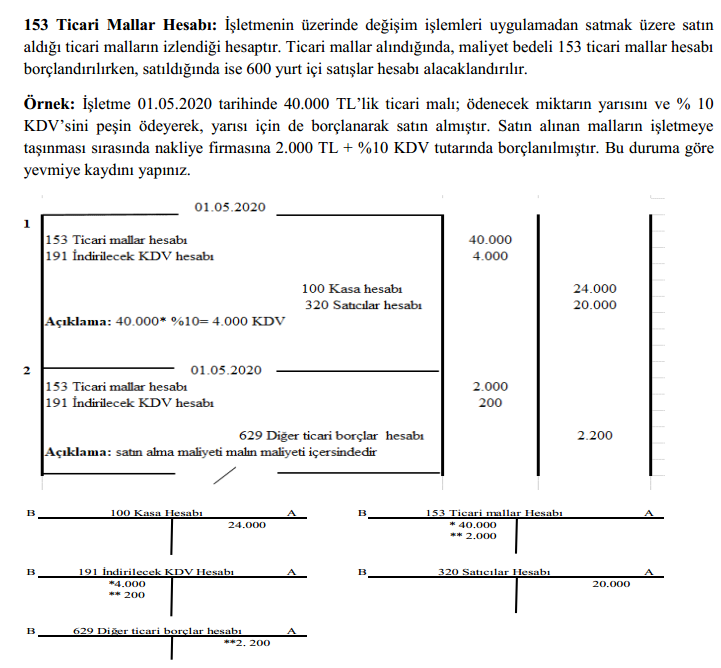 153 Ticari Mallar Hesabı: İşletmenin üzerinde değişim işlemleri uygulamadan satmak üzere satın
aldığı ticari malların izlendiği hesaptır. Ticari mallar alındığında, maliyet bedeli 153 ticari mallar hesabı
borçlandırılırken, satıldığında ise 600 yurt içi satışlar hesabı alacaklandırılır.
Örnek: İşletme 01.05.2020 tarihinde 40.000 TL’lik ticari malı; ödenecek miktarın yarısını ve % 10
KDV’sini peşin ödeyerek, yarısı için de borçlanarak satın almıştır. Satın alınan malların işletmeye
taşınması sırasında nakliye firmasına 2.000 TL + %10 KDV tutarında borçlanılmıştır. Bu duruma göre
yevmiye kaydını yapınız.
01.05.2020
1
153 Ticari mallar hesabı 40.000
191 İndirilecek KDV hesabı 4.000
100 Kasa hesabı 24.000
320 Satıcılar hesabı 20.000
Açıklama: 40.000* %10= 4.000 KDV
2 01.05.2020
153 Ticari mallar hesabı 2.000
191 İndirilecek KDV hesabı 200
629 Diğer ticari borçlar hesabı 2.200
Açıklama: satın alma maliyeti malın maliyeti içersindedir
B 100 Kasa Hesabı A
24.000
B 153 Ticari mallar Hesabı A
* 40.000
** 2.000
B 191 İndirilecek KDV Hesabı A
*4.000
** 200
B 320 Satıcılar Hesabı A
20.000
B 629 Diğer ticari borçlar hesabı A
**2. 200